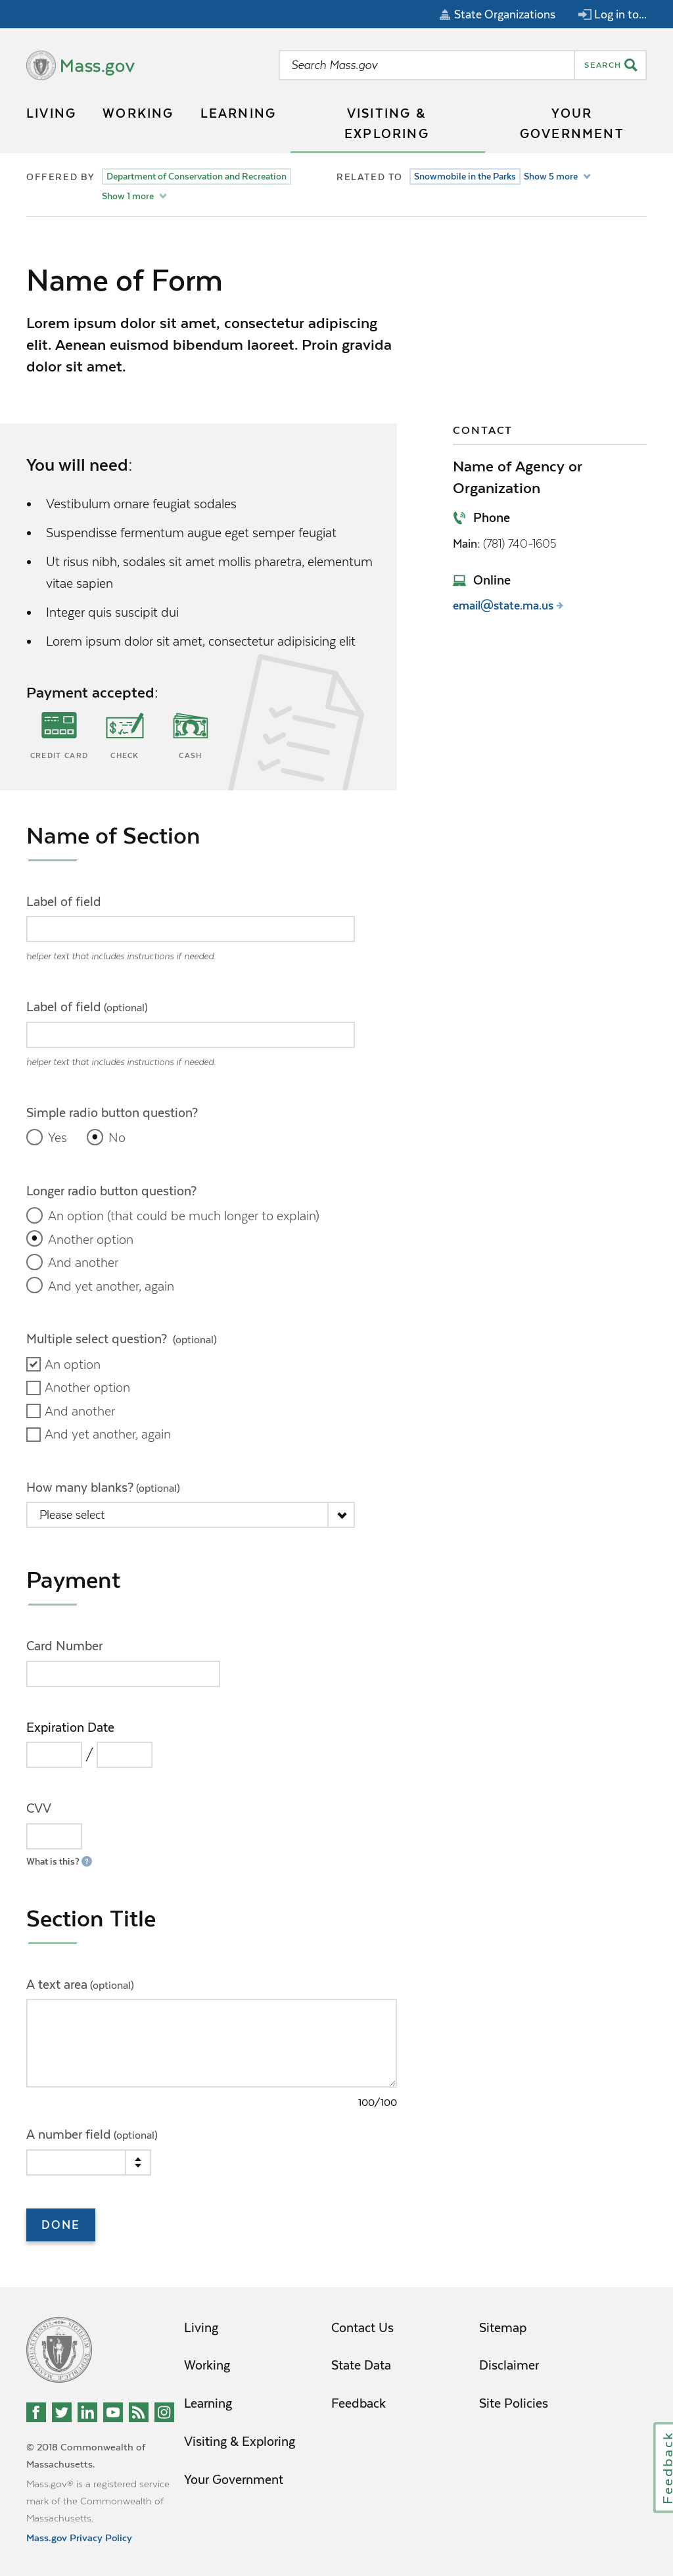 State Organizations
Log in to...
Mass.gov
Search Mass.gov
SEARCH
LIVING
WORKING
LEARNING
VISITING &
EXPLORING
YOUR
GOVERNMENT
OFFERED BY
Department of Conservation and Recreation
Show 1 more
RELATED TO
Snowmobile in the Parks
Show 5 more
Name of Form
Lorem ipsum dolor sit amet, consectetur adipiscing
elit. Aenean euismod bibendum laoreet. Proin gravida
dolor sit amet.
You will need:
Vestibulum ornare feugiat sodales
Suspendisse fermentum augue eget semper feugiat
Ut risus nibh, sodales sit amet mollis pharetra, elementum
vitae sapien
Integer quis suscipit dui
Lorem ipsum dolor sit amet, consectetur adipisicing elit
Payment accepted:
CREDIT CARD
CHECK
CASH
CONTACT
Name of Agency or
Organization
Phone
Main: (781) 740-1605
Online
email@state.ma.us
Name of Section
Label of field
helper text that includes instructions if needed.
Label of field (optional)
helper text that includes instructions if needed.
Simple radio button question?
Yes
No
Longer radio button question?
An option (that could be much longer to explain)
Another option
And another
And yet another, again
Multiple select question? (optional)
An option
Another option
And another
And yet another, again
How many blanks? (optional)
Please select
Payment
Card Number
Expiration Date
/
CVV
What is this? ?
Section Title
A text area (optional)
100/100
A number field (optional)
DONE
Living
Working
Learning
Visiting & Exploring
Your Government
Contact Us
State Data
Feedback
Sitemap
Disclaimer
Site Policies
© 2018 Commonwealth of
Massachusetts.
Mass.gov® is a registered service
mark of the Commonwealth of
Massachusetts.
Mass.gov Privacy Policy
Feedback